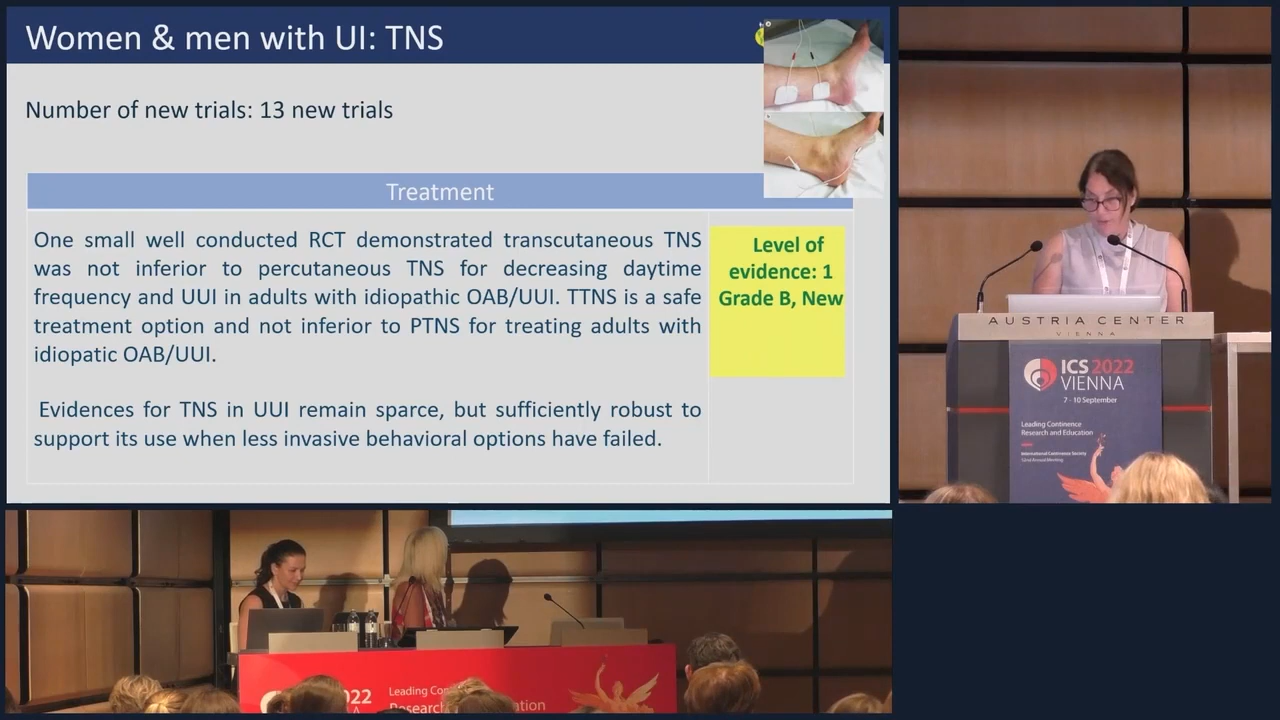 Women & men with UI: TNS
Number of new trials: 13 new trials
Treatment
One small well conducted RCT demonstrated transcutaneous TNS
was not inferior to percutaneous TNS for decreasing daytime
frequency and UUI in adults with idiopathic OAB/UUI. TTNS is a safe
treatment option and not inferior to PTNS for treating adults with
idiopatic OAB/UUI.
Evidences for TNS in UUI remain sparce, but sufficiently robust to
support its use when less invasive behavioral options have failed.
Level of
evidence: 1
Grade B, New
AUSTRIA CENTER
VIENNA
ICS 2022
VIENNA
7 - 10 September
Leading Continence
Research and Education
International Continence Society
52nd Annual Meeting
2022
Leading Con
Research